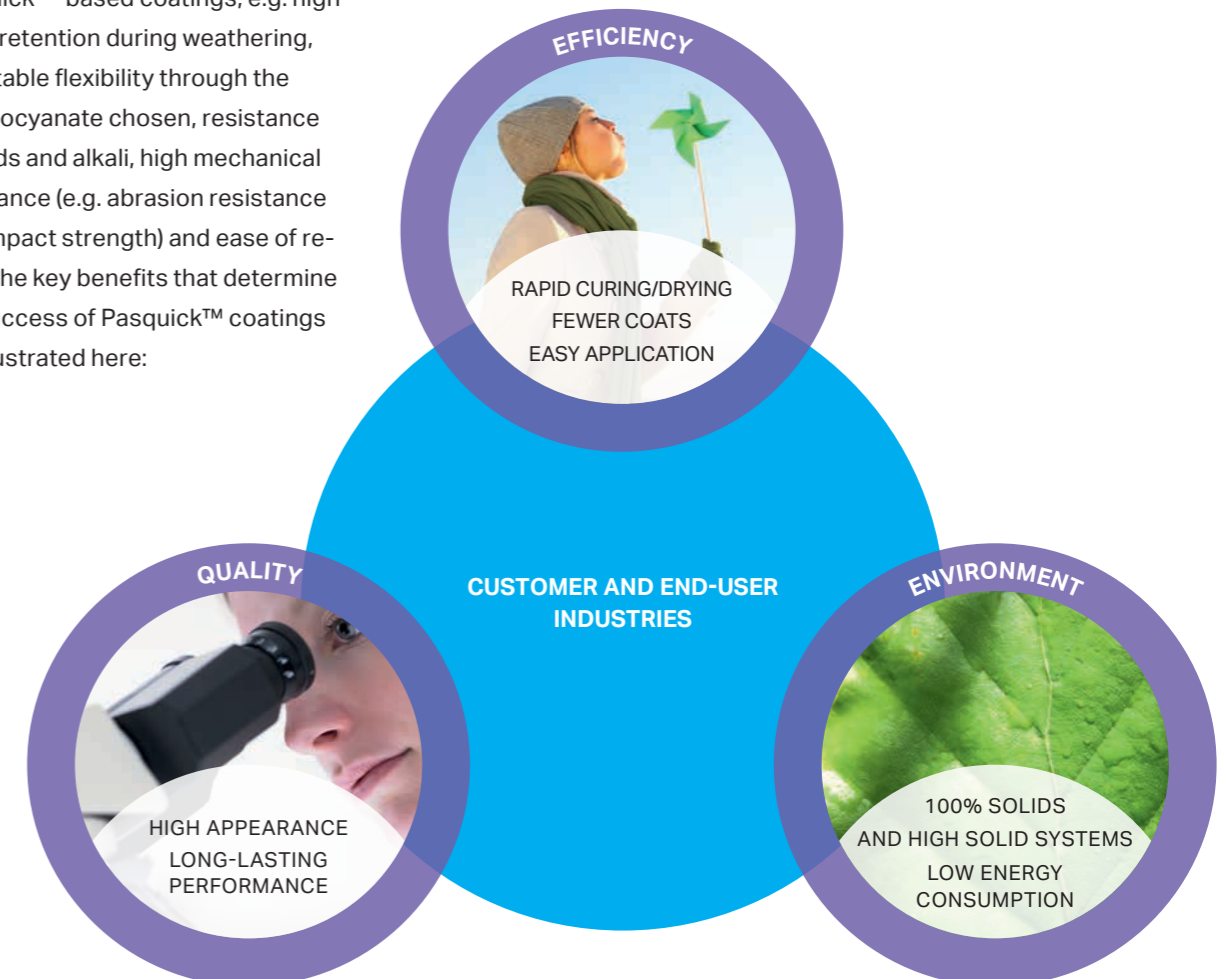 based coatings, e.g. high
retention during weathering,
table flexibility through the
ocyanate chosen, resistance
ds and alkali, high mechanical
ance (e.g. abrasion resistance
mpact strength) and ease of re-
he key benefits that determine
ccess of Pasquick™ coatings
ustrated here:
EFFICIENCY
RAPID CURING/DRYING
FEWER COATS
EASY APPLICATION
CUSTOMER AND END-USER
INDUSTRIES
QUALITY
HIGH APPEARANCE
LONG-LASTING
PERFORMANCE
ENVIRONMENT
100% SOLIDS
AND HIGH SOLID SYSTEMS
LOW ENERGY
CONSUMPTION